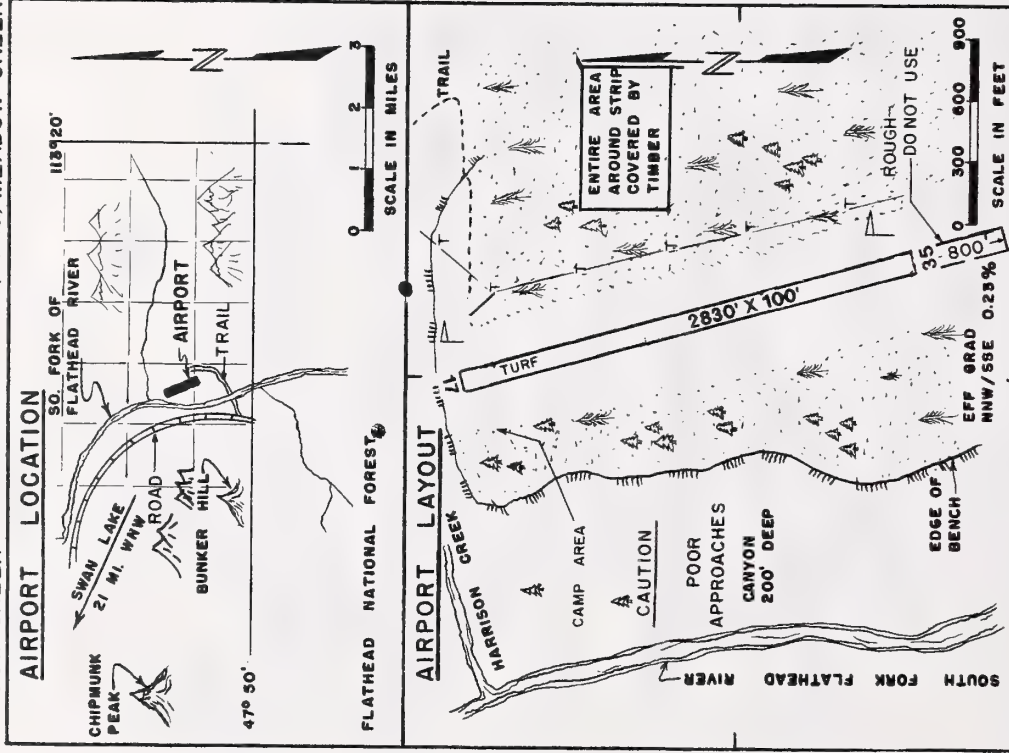 AIRPORT LOCATION
SO. FORK OF
FLATHEAD RIVER
113°20'
CHIPMUNK
PEAK
SWAN LAKE
21 MI. WNW
ROAD
BUNKER HILL
AIRPORT
TRAIL
47° 50'
N
FLATHEAD NATIONAL FOREST
0 1 2 3
SCALE IN MILES
AIRPORT LAYOUT
HARRISON CREEK
TRAIL
T
T
17
TURF
CAMP AREA
CAUTION
POOR
APPROACHES
CANYON
200' DEEP
2830' X 100'
T
T
T
T
ENTIRE AREA
AROUND STRIP
COVERED BY
TIMBER
N
ROUGH
DO NOT USE
35
800'
EDGE OF
BENCH
EFF GRAD
NNW/SSE 0.23%
SOUTH FORK FLATHEAD RIVER
0 300 600 900
SCALE IN FEET